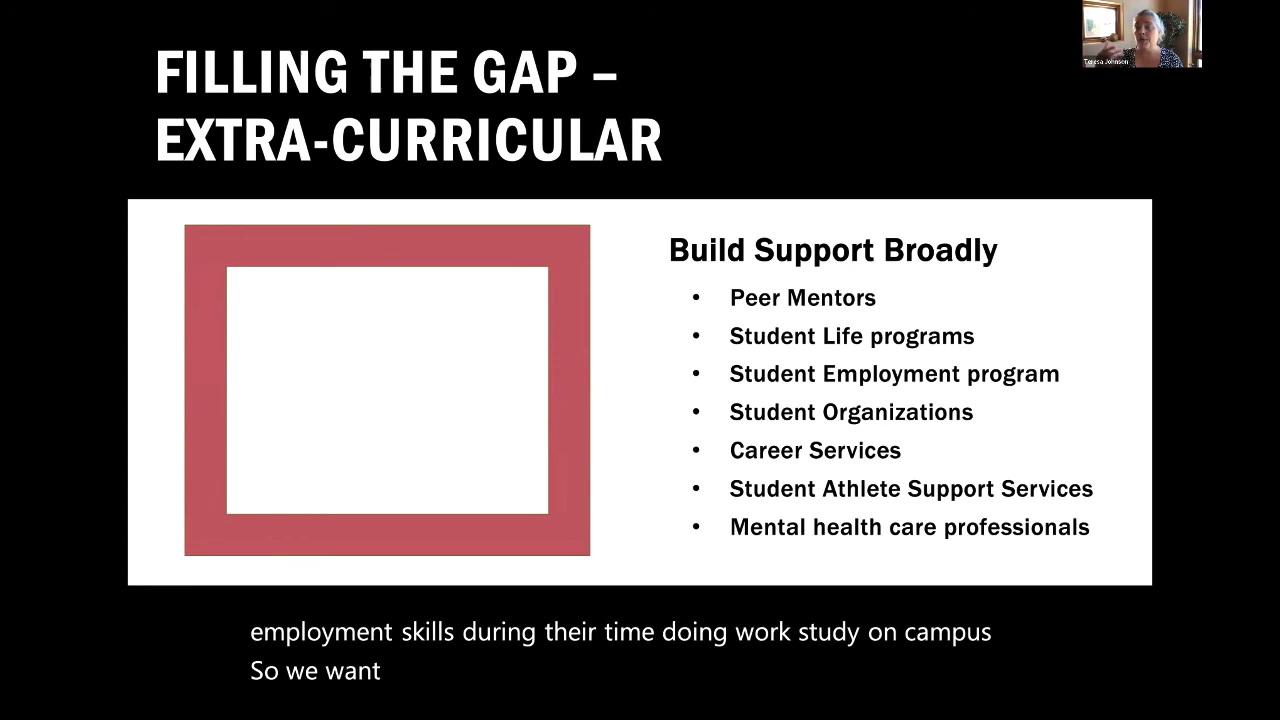 FILLING THE GAP –
EXTRA-CURRICULAR
Teresa Johnson
Build Support Broadly
• Peer Mentors
• Student Life programs
• Student Employment program
• Student Organizations
• Career Services
• Student Athlete Support Services
• Mental health care professionals
employment skills during their time doing work study on campus
So we want